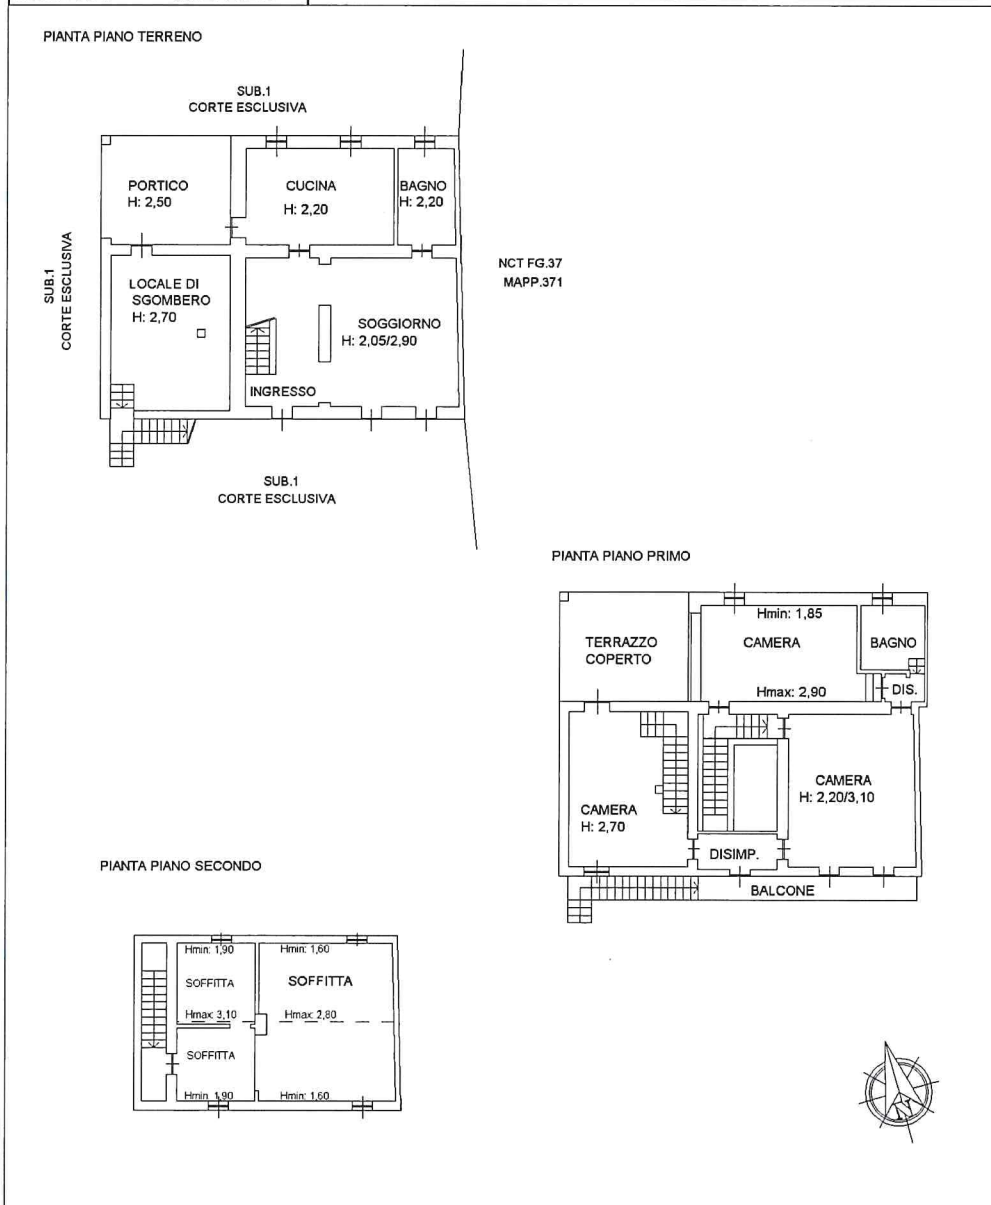 PIANTA PIANO TERRENO
SUB.1
CORTE ESCLUSIVA
PORTICO
H: 2,50
CUCINA
H: 2,20
BAGNO
H: 2,20
SUB.1
CORTE ESCLUSIVA
LOCALE DI
SGOMBERO
H: 2,70
SOGGIORNO
H: 2,05/2,90
INGRESSO
NCT FG.37
MAPP.371
SUB.1
CORTE ESCLUSIVA
PIANTA PIANO PRIMO
TERRAZZO
COPERTO
Hmin: 1,85
CAMERA
Hmax: 2,90
BAGNO
DIS.
CAMERA
H: 2,70
CAMERA
H: 2,20/3,10
DISIMP.
BALCONE
PIANTA PIANO SECONDO
Hmin: 1,90
SOFFITTA
Hmax: 3,10
SOFFITTA
Hmin: 1,90
Hmin: 1,60
SOFFITTA
Hmax: 2,80
Hmin: 1,60
N